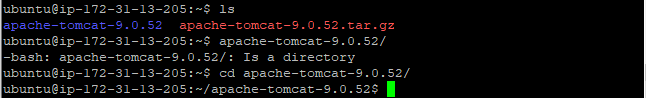 ubuntu@ip-172-31-13-205:~$ ls
apache-tomcat-9.0.52  apache-tomcat-9.0.52.tar.gz
ubuntu@ip-172-31-13-205:~$ apache-tomcat-9.0.52/
-bash: apache-tomcat-9.0.52/: Is a directory
ubuntu@ip-172-31-13-205:~$ cd apache-tomcat-9.0.52/
ubuntu@ip-172-31-13-205:~/apache-tomcat-9.0.52$